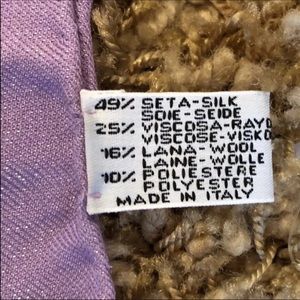 49% SETA-SILK
SOIE-SEIDE
25% VISCOSA-RAYO
VISCOSE-VISKO
16% LANA-WOOL
LAINE-WOLLE
10% POLIESTERE
POLYESTER
MADE IN ITALY